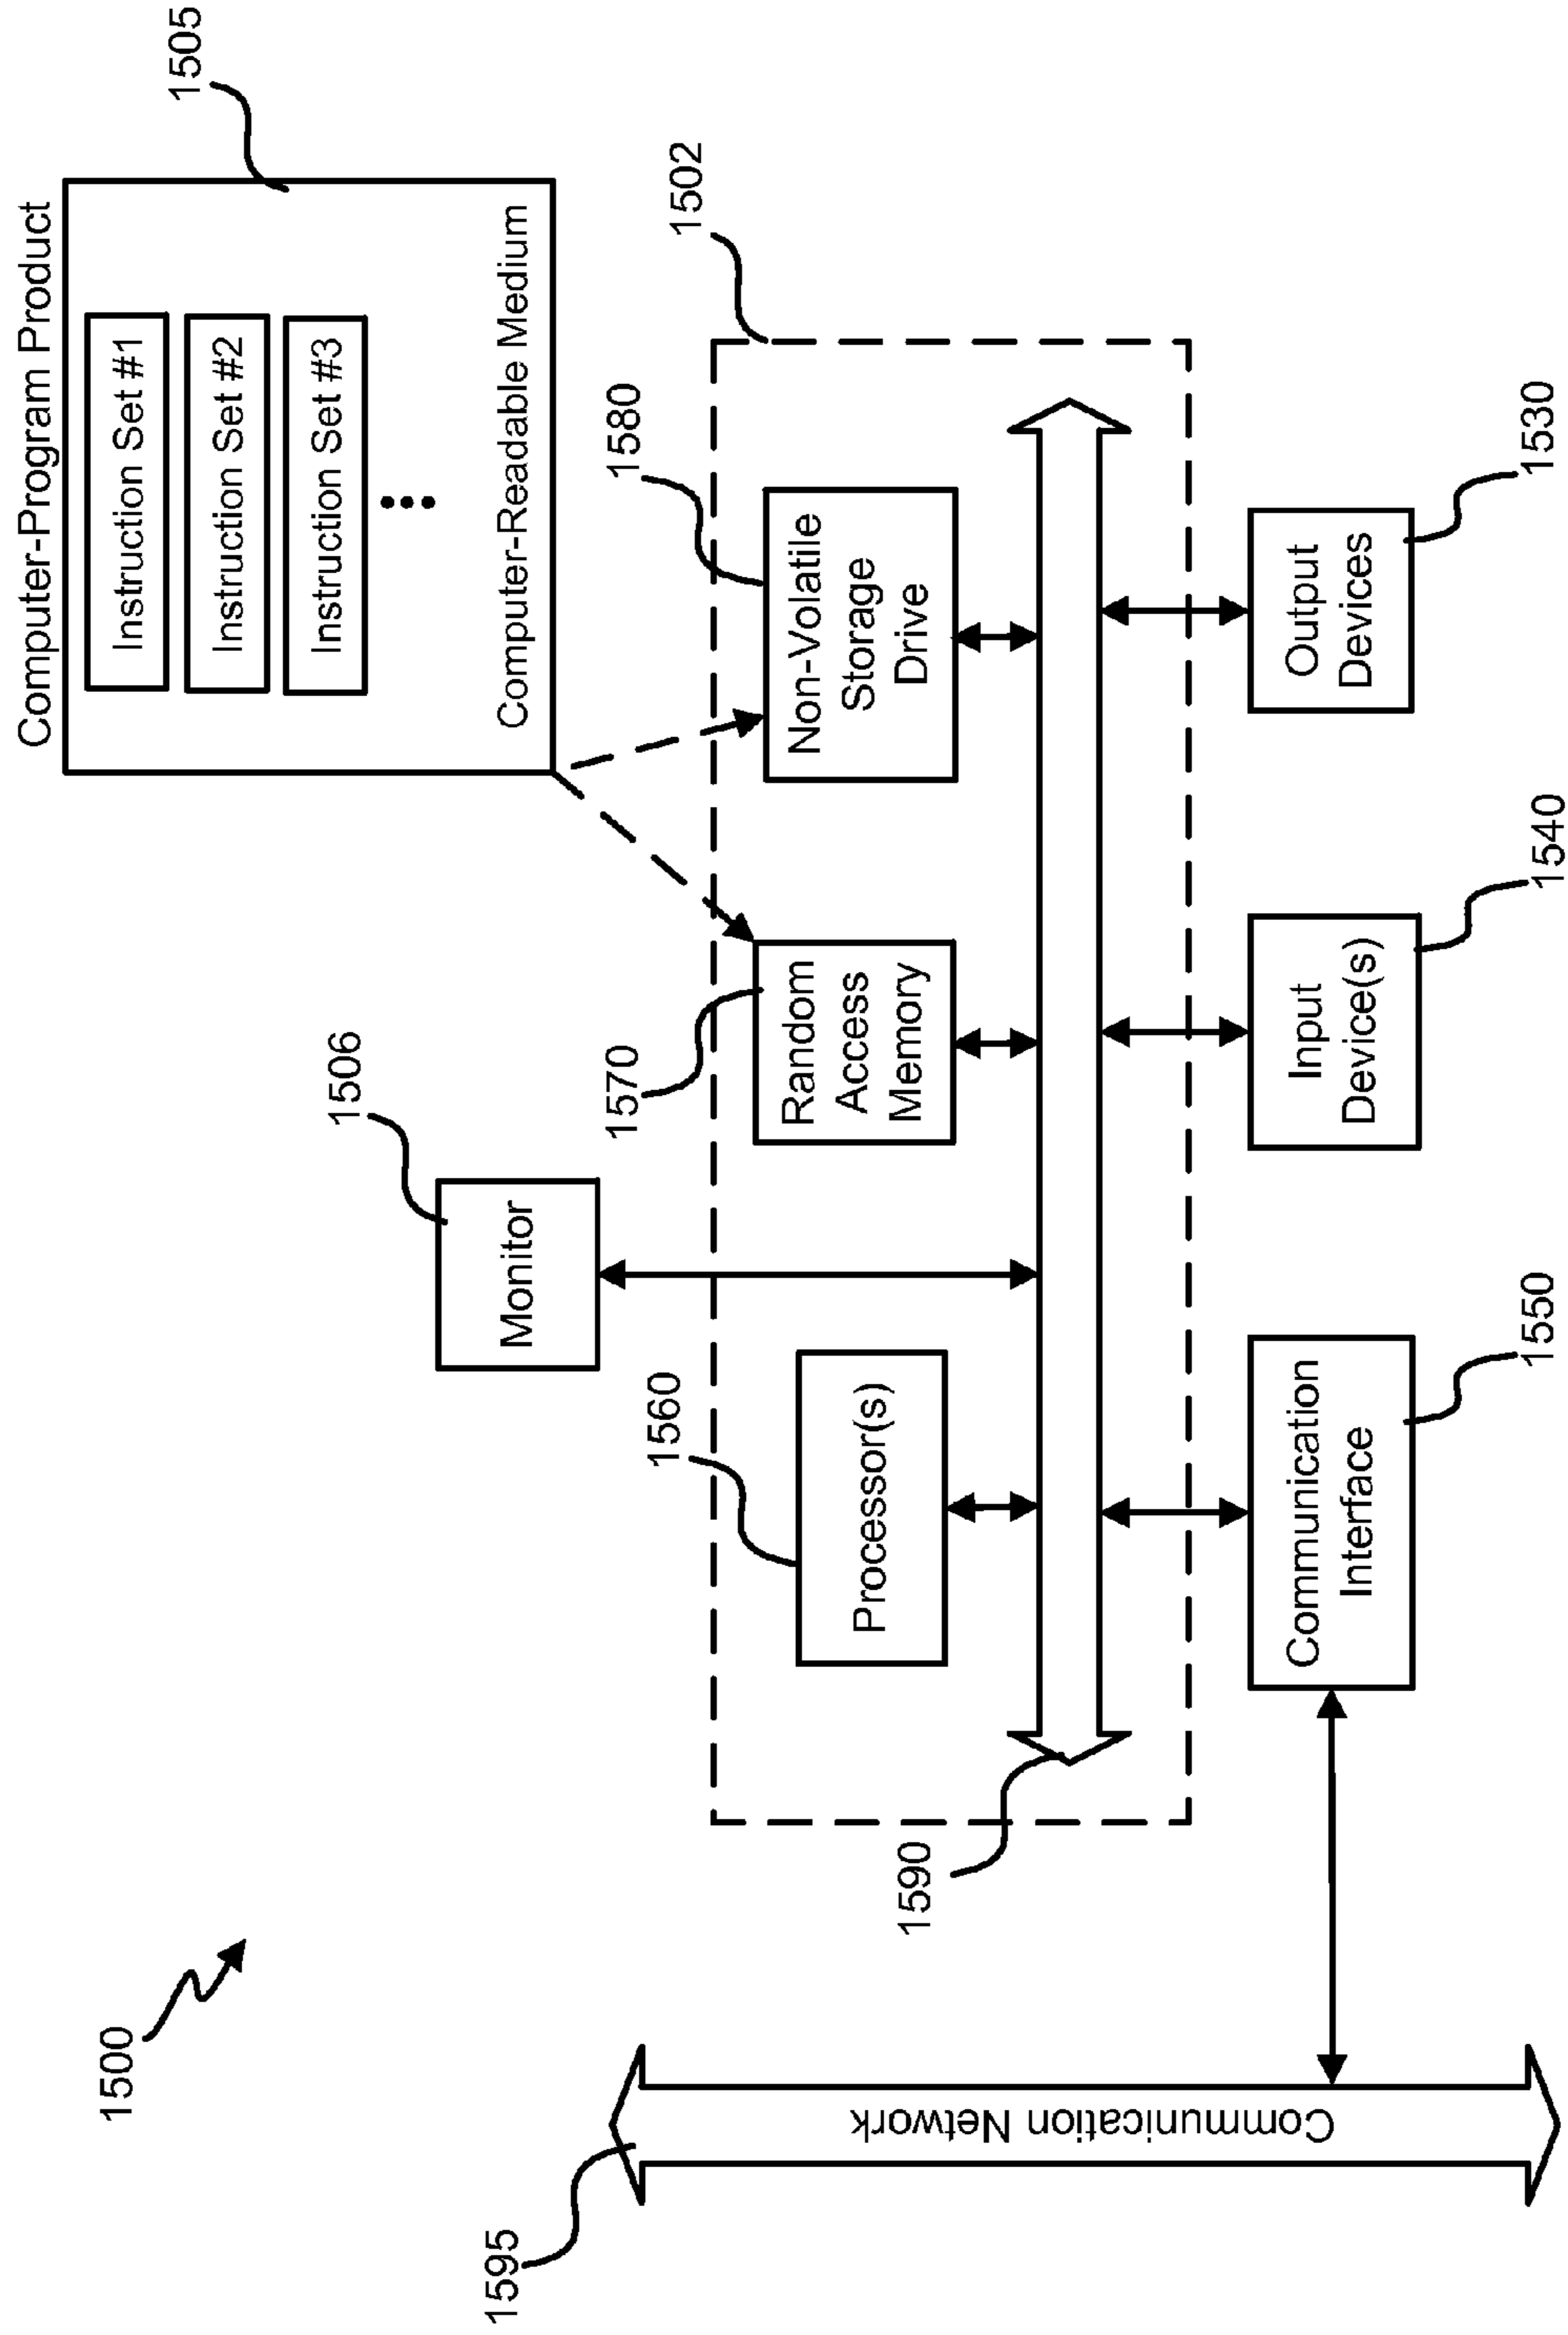 1500
Computer-Program Product
Instruction Set #1
Instruction Set #2
Instruction Set #3
Computer-Readable Medium
1505
1506
Monitor
1502
1560
Processor(s)
1570
Random
Access
Memory
1580
Non-Volatile
Storage
Drive
1590
1595
Communication Network
Communication
Interface
1550
Input
Device(s)
1540
Output
Devices
1530